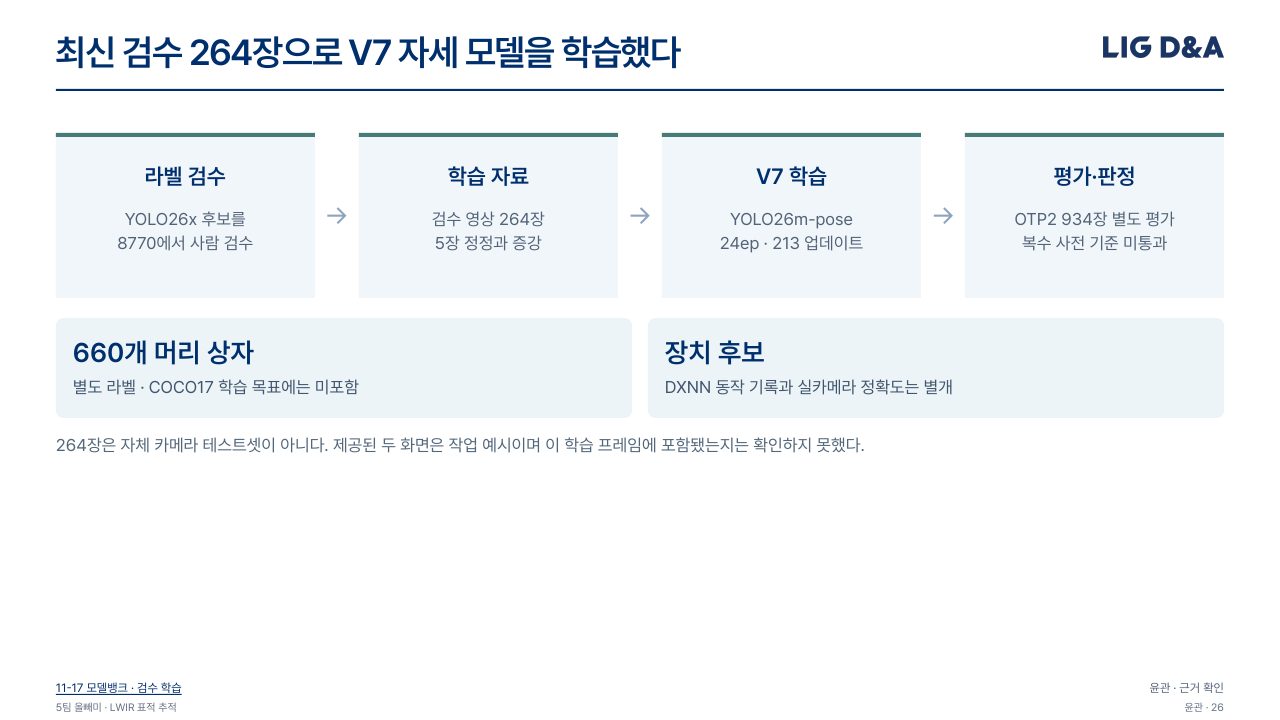 최신 검수 264장으로 V7 자세 모델을 학습했다
LIG D&A
라벨 검수
YOLO26x 후보를
8770에서 사람 검수
→
학습 자료
검수 영상 264장
5장 정정과 증강
→
V7 학습
YOLO26m-pose
24ep · 213 업데이트
→
평가·판정
OTP2 934장 별도 평가
복수 사전 기준 미통과
660개 머리 상자
별도 라벨 · COCO17 학습 목표에는 미포함
장치 후보
DXNN 동작 기록과 실카메라 정확도는 별개
264장은 자체 카메라 테스트셋이 아니다. 제공된 두 화면은 작업 예시이며 이 학습 프레임에 포함됐는지는 확인하지 못했다.
11-17 모델뱅크 · 검수 학습
5팀 올빼미 · LWIR 표적 추적
윤관 · 근거 확인
윤관 · 26